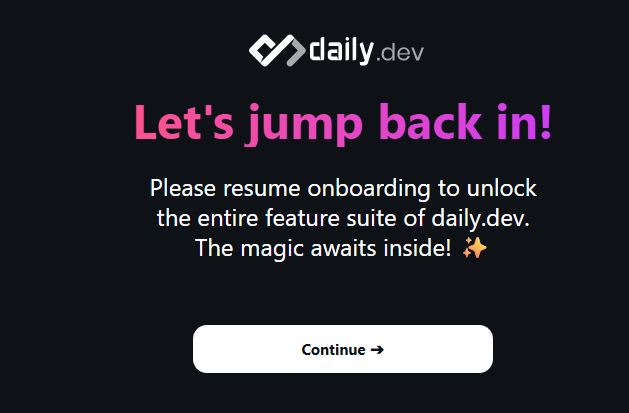 daily.dev
Let's jump back in!
Please resume onboarding to unlock
the entire feature suite of daily.dev.
The magic awaits inside! ✨
Continue ➔